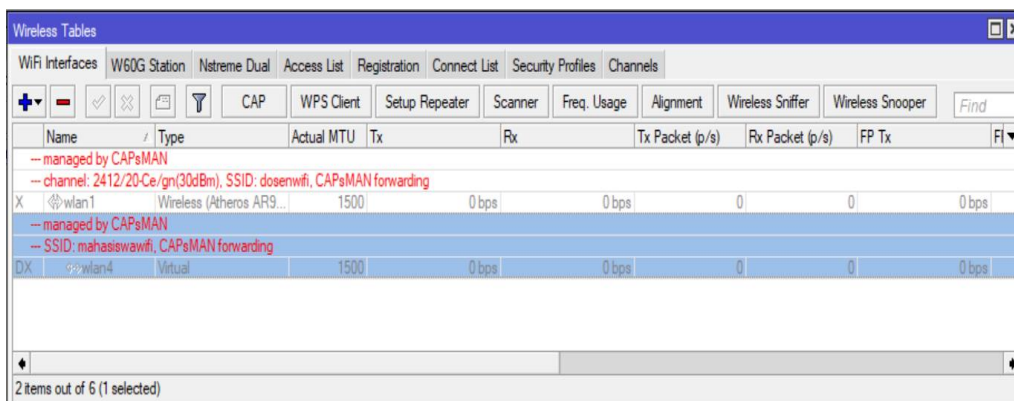 Wireless Tables
WiFi Interfaces W60G Station Nstreme Dual Access List Registration Connect List Security Profiles Channels
CAP WPS Client Setup Repeater Scanner Freq. Usage Alignment Wireless Sniffer Wireless Snooper Find
Name / Type Actual MTU Tx Rx Tx Packet (p/s) Rx Packet (p/s) FP Tx
--- managed by CAPsMAN
--- channel: 2412/20-Ce/gn(30dBm), SSID: dosenwifi, CAPsMAN forwarding
X wlan1 Wireless (Atheros AR9... 1500 0 bps 0 bps 0 0 0 bps
--- managed by CAPsMAN
--- SSID: mahasiswawifi, CAPsMAN forwarding
DX wlan4 Virtual 1500 0 bps 0 bps 0 0 0 bps
2 items out of 6 (1 selected)